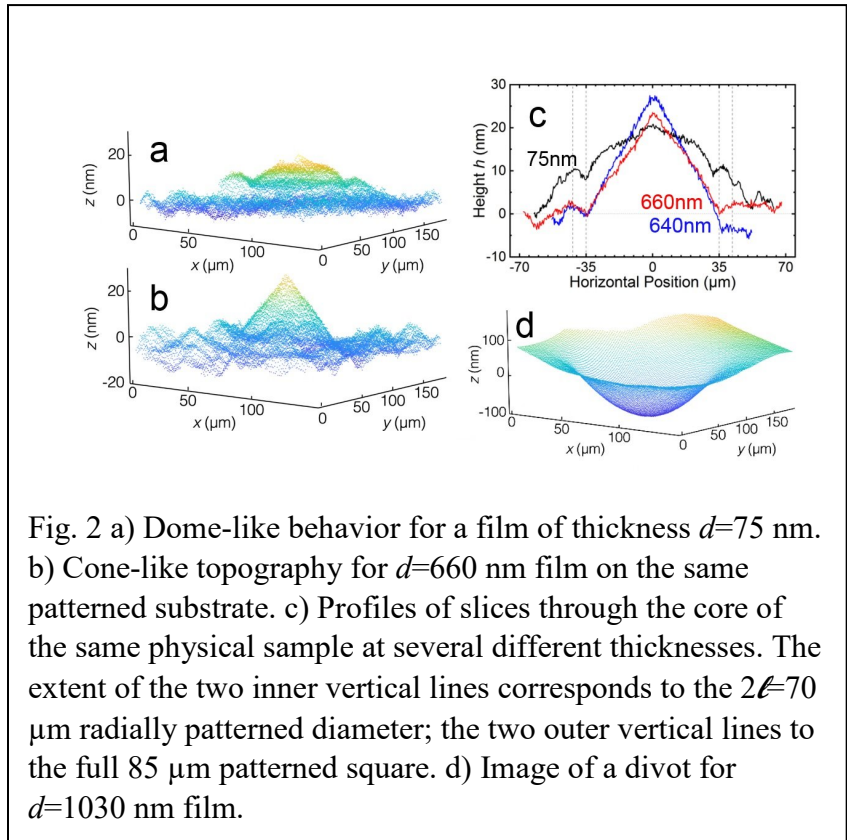 a
z (nm)
20
0
0
50
100
x (μm)
0
50
100
150
y (μm)
b
z (nm)
20
0
-20
0
50
100
x (μm)
0
50
100
150
y (μm)
c
Height h (nm)
30
20
10
0
-10
75nm
660nm
640nm
-70
-35
0
35
70
Horizontal Position (μm)
d
z (nm)
100
0
-100
0
50
100
x (μm)
0
50
100
150
y (μm)
Fig. 2 a) Dome-like behavior for a film of thickness d=75 nm.
b) Cone-like topography for d=660 nm film on the same
patterned substrate. c) Profiles of slices through the core of
the same physical sample at several different thicknesses. The
extent of the two inner vertical lines corresponds to the 2ℓ=70
μm radially patterned diameter; the two outer vertical lines to
the full 85 μm patterned square. d) Image of a divot for
d=1030 nm film.